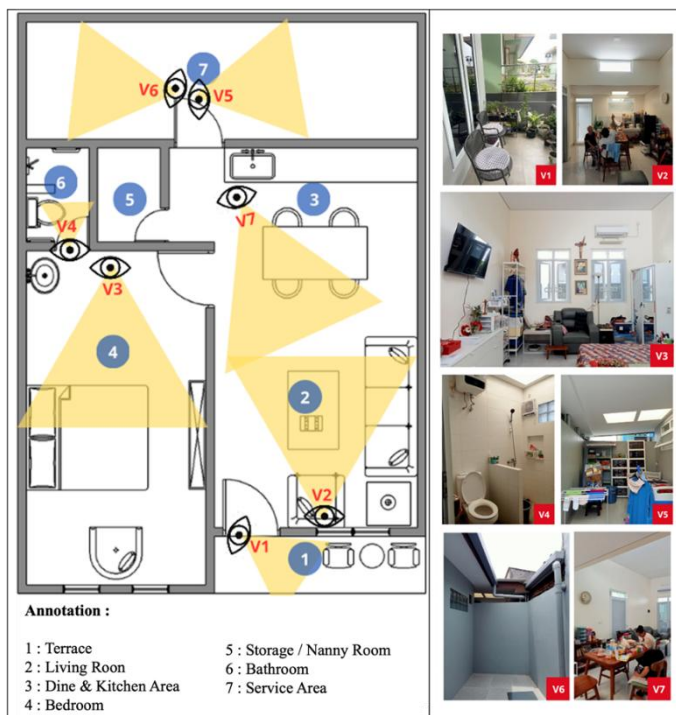 7
V6
V5
6
5
3
V4
V7
V3
4
2
V2
V1
1
V1
V2
V3
V4
V5
V6
V7
Annotation :
1 : Terrace
2 : Living Roon
3 : Dine & Kitchen Area
4 : Bedroom
5 : Storage / Nanny Room
6 : Bathroom
7 : Service Area